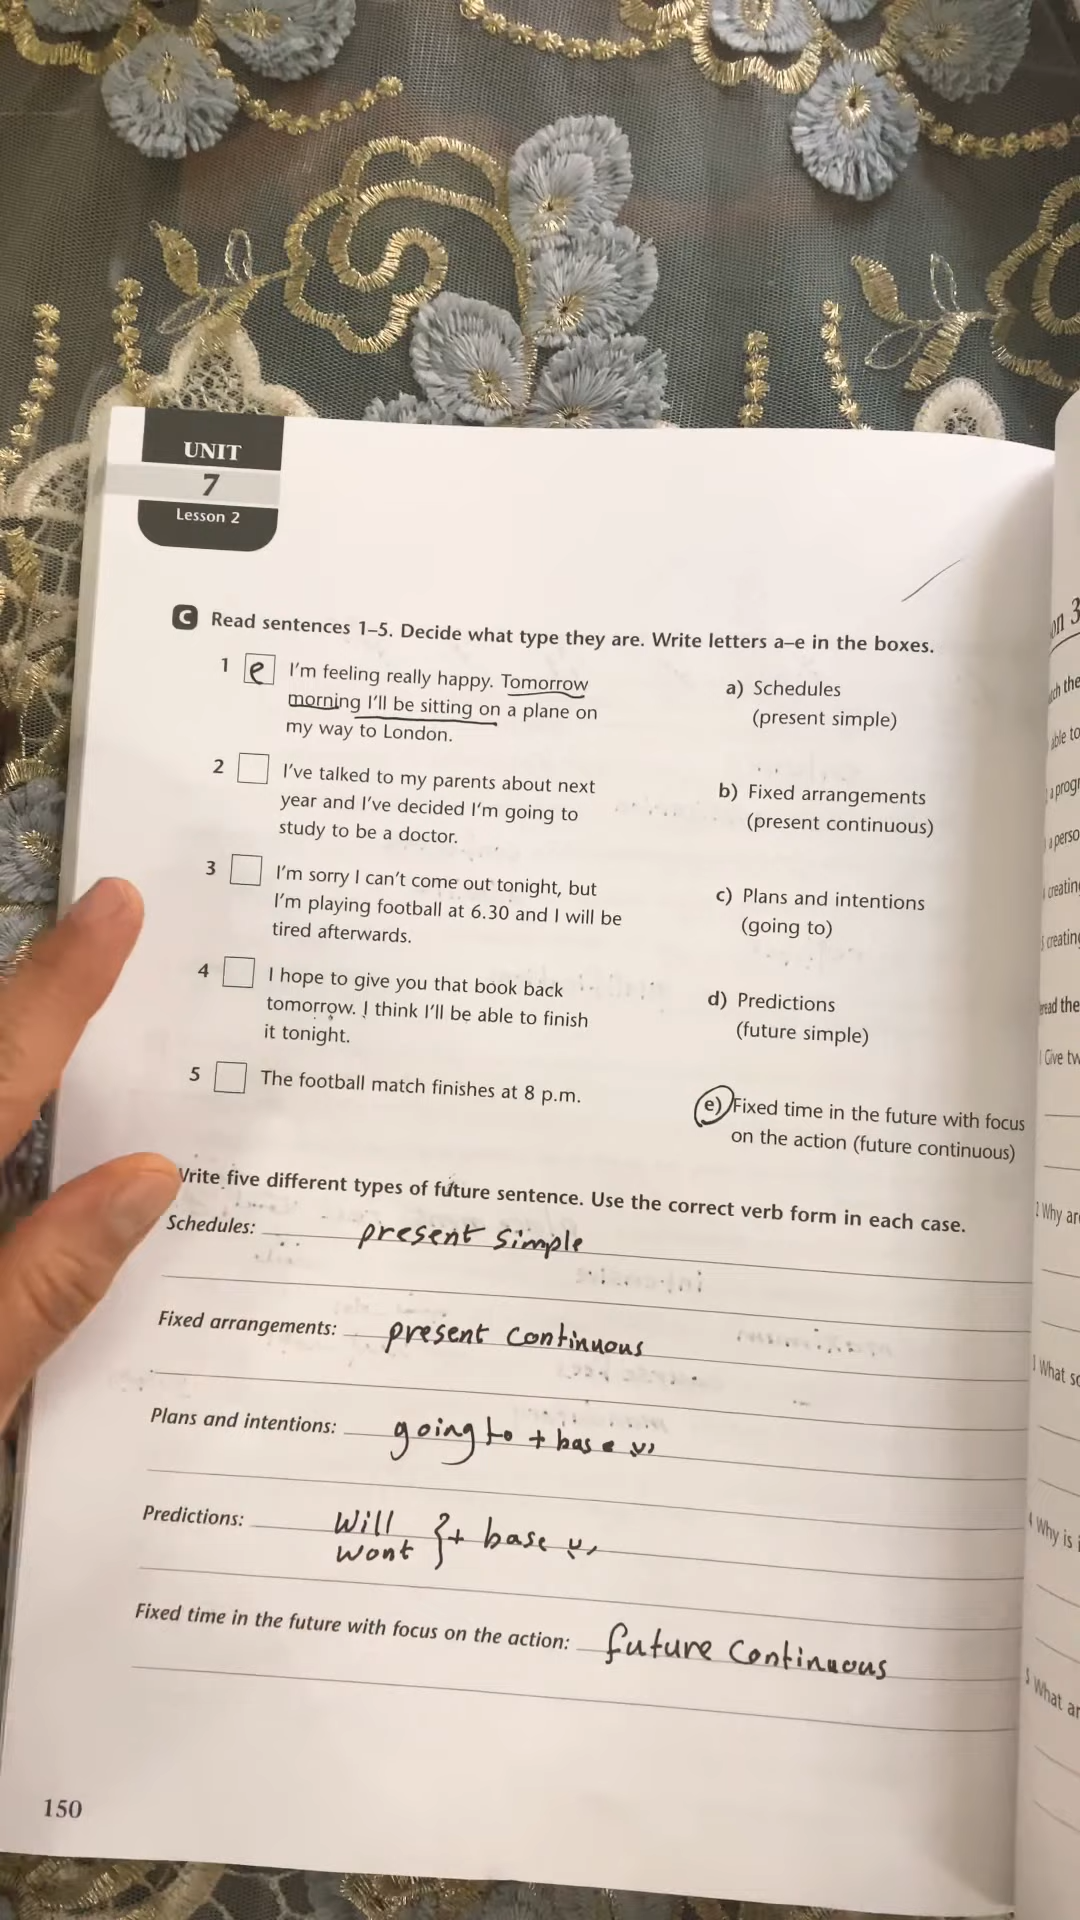 UNIT
7
Lesson 2
C Read sentences 1–5. Decide what type they are. Write letters a–e in the boxes.
1 e I'm feeling really happy. Tomorrow
morning I'll be sitting on a plane on
my way to London.
a) Schedules
(present simple)
2 I've talked to my parents about next
year and I've decided I'm going to
study to be a doctor.
b) Fixed arrangements
(present continuous)
3 I'm sorry I can't come out tonight, but
I'm playing football at 6.30 and I will be
tired afterwards.
c) Plans and intentions
(going to)
4 I hope to give you that book back
tomorrow. I think I'll be able to finish
it tonight.
d) Predictions
(future simple)
5 The football match finishes at 8 p.m.
e) Fixed time in the future with focus
on the action (future continuous)
Write five different types of future sentence. Use the correct verb form in each case.
Schedules: present simple
Fixed arrangements: present continuous
Plans and intentions: going to + base v.
Predictions: will
wont } + base v.
Fixed time in the future with focus on the action: future continuous
150